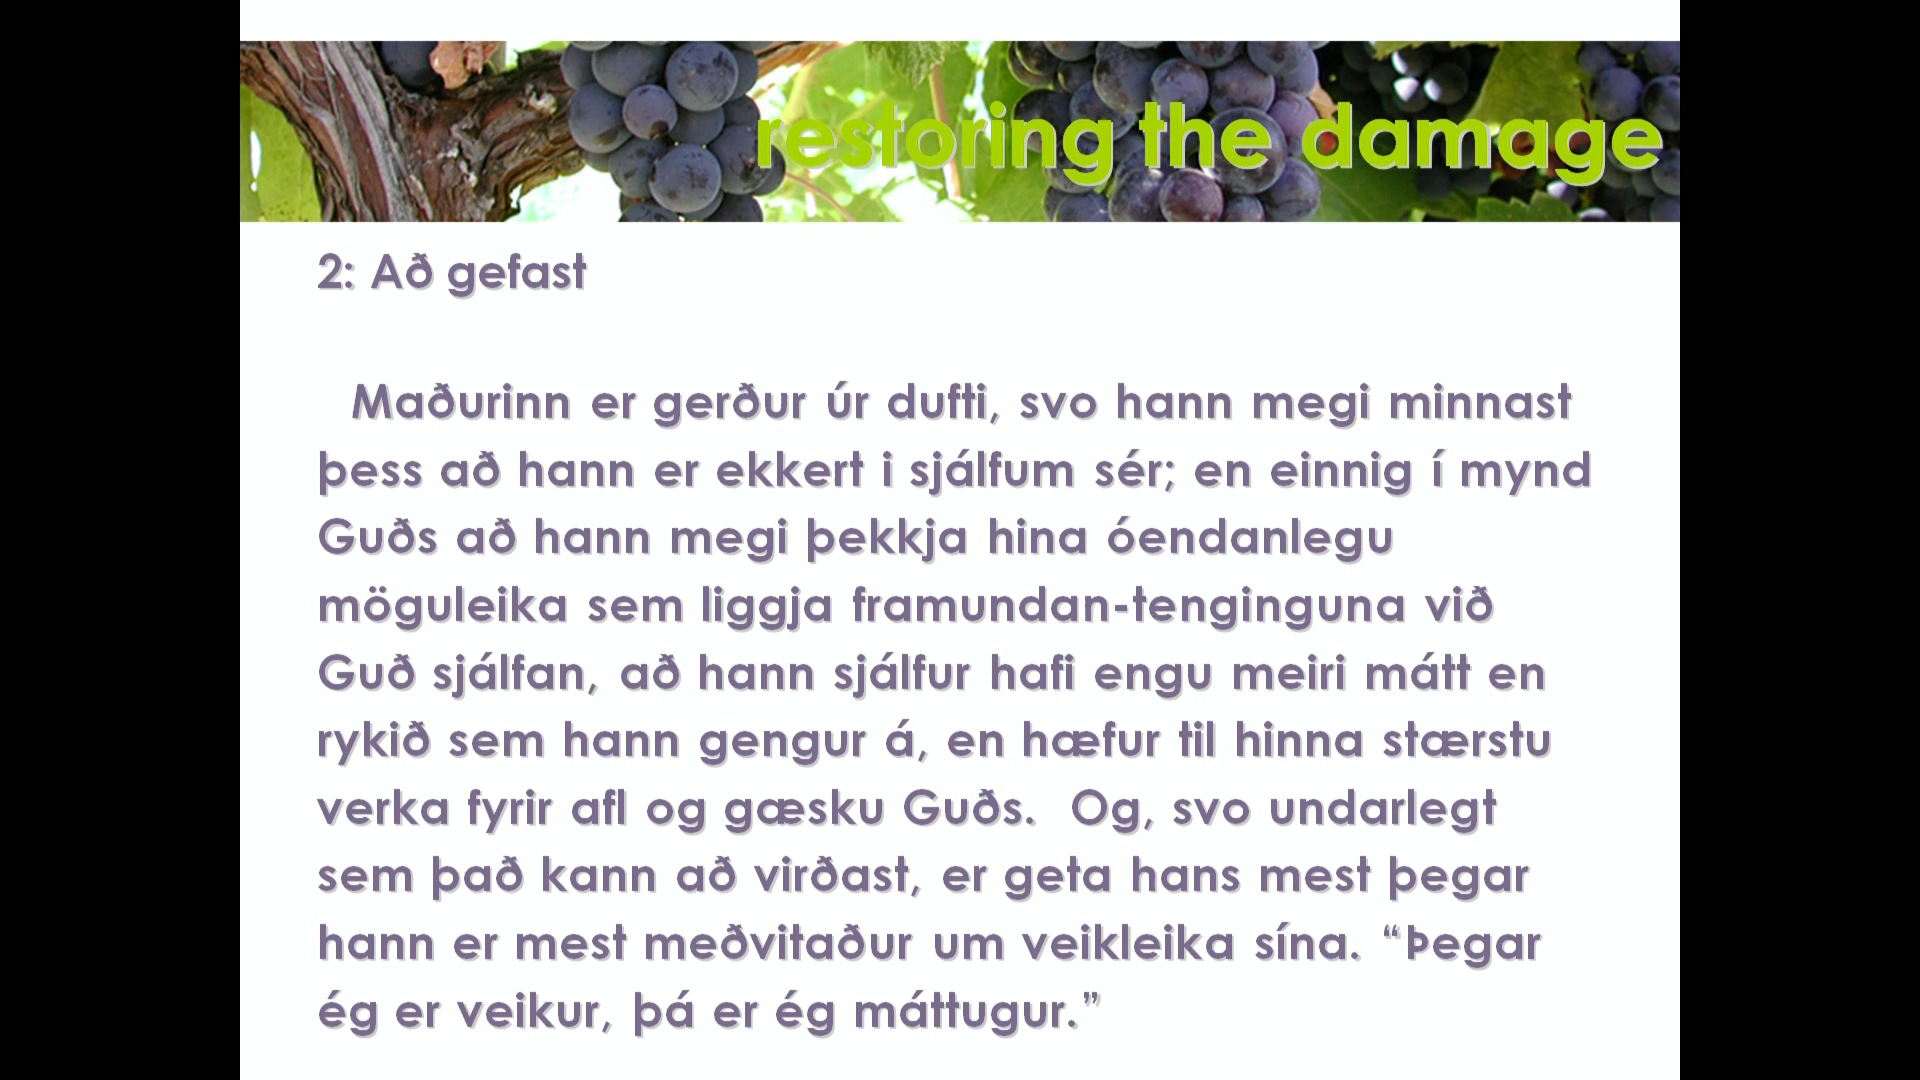 restoring the damage
2: Að gefast
Maðurinn er gerður úr dufti, svo hann megi minnast
þess að hann er ekkert i sjálfum sér; en einnig í mynd
Guðs að hann megi þekkja hina óendanlegu
möguleika sem liggja framundan-tenginguna við
Guð sjálfan, að hann sjálfur hafi engu meiri mátt en
rykið sem hann gengur á, en hæfur til hinna stærstu
verka fyrir afl og gæsku Guðs.  Og, svo undarlegt
sem það kann að virðast, er geta hans mest þegar
hann er mest meðvitaður um veikleika sína. “Þegar
ég er veikur, þá er ég máttugur.”